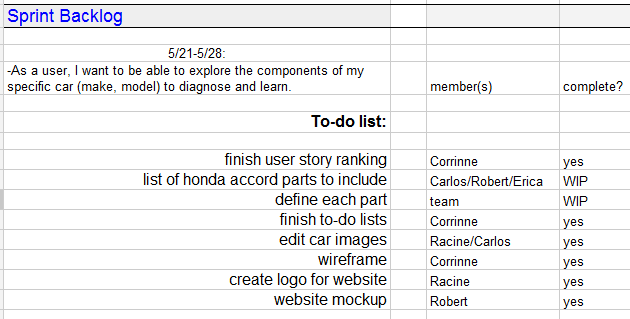 Sprint Backlog
5/21-5/28:
-As a user, I want to be able to explore the components of my
specific car (make, model) to diagnose and learn. member(s) complete?
To-do list:
finish user story ranking Corrinne yes
list of honda accord parts to include Carlos/Robert/Erica WIP
define each part team WIP
finish to-do lists Corrinne yes
edit car images Racine/Carlos yes
wireframe Corrinne yes
create logo for website Racine yes
website mockup Robert yes